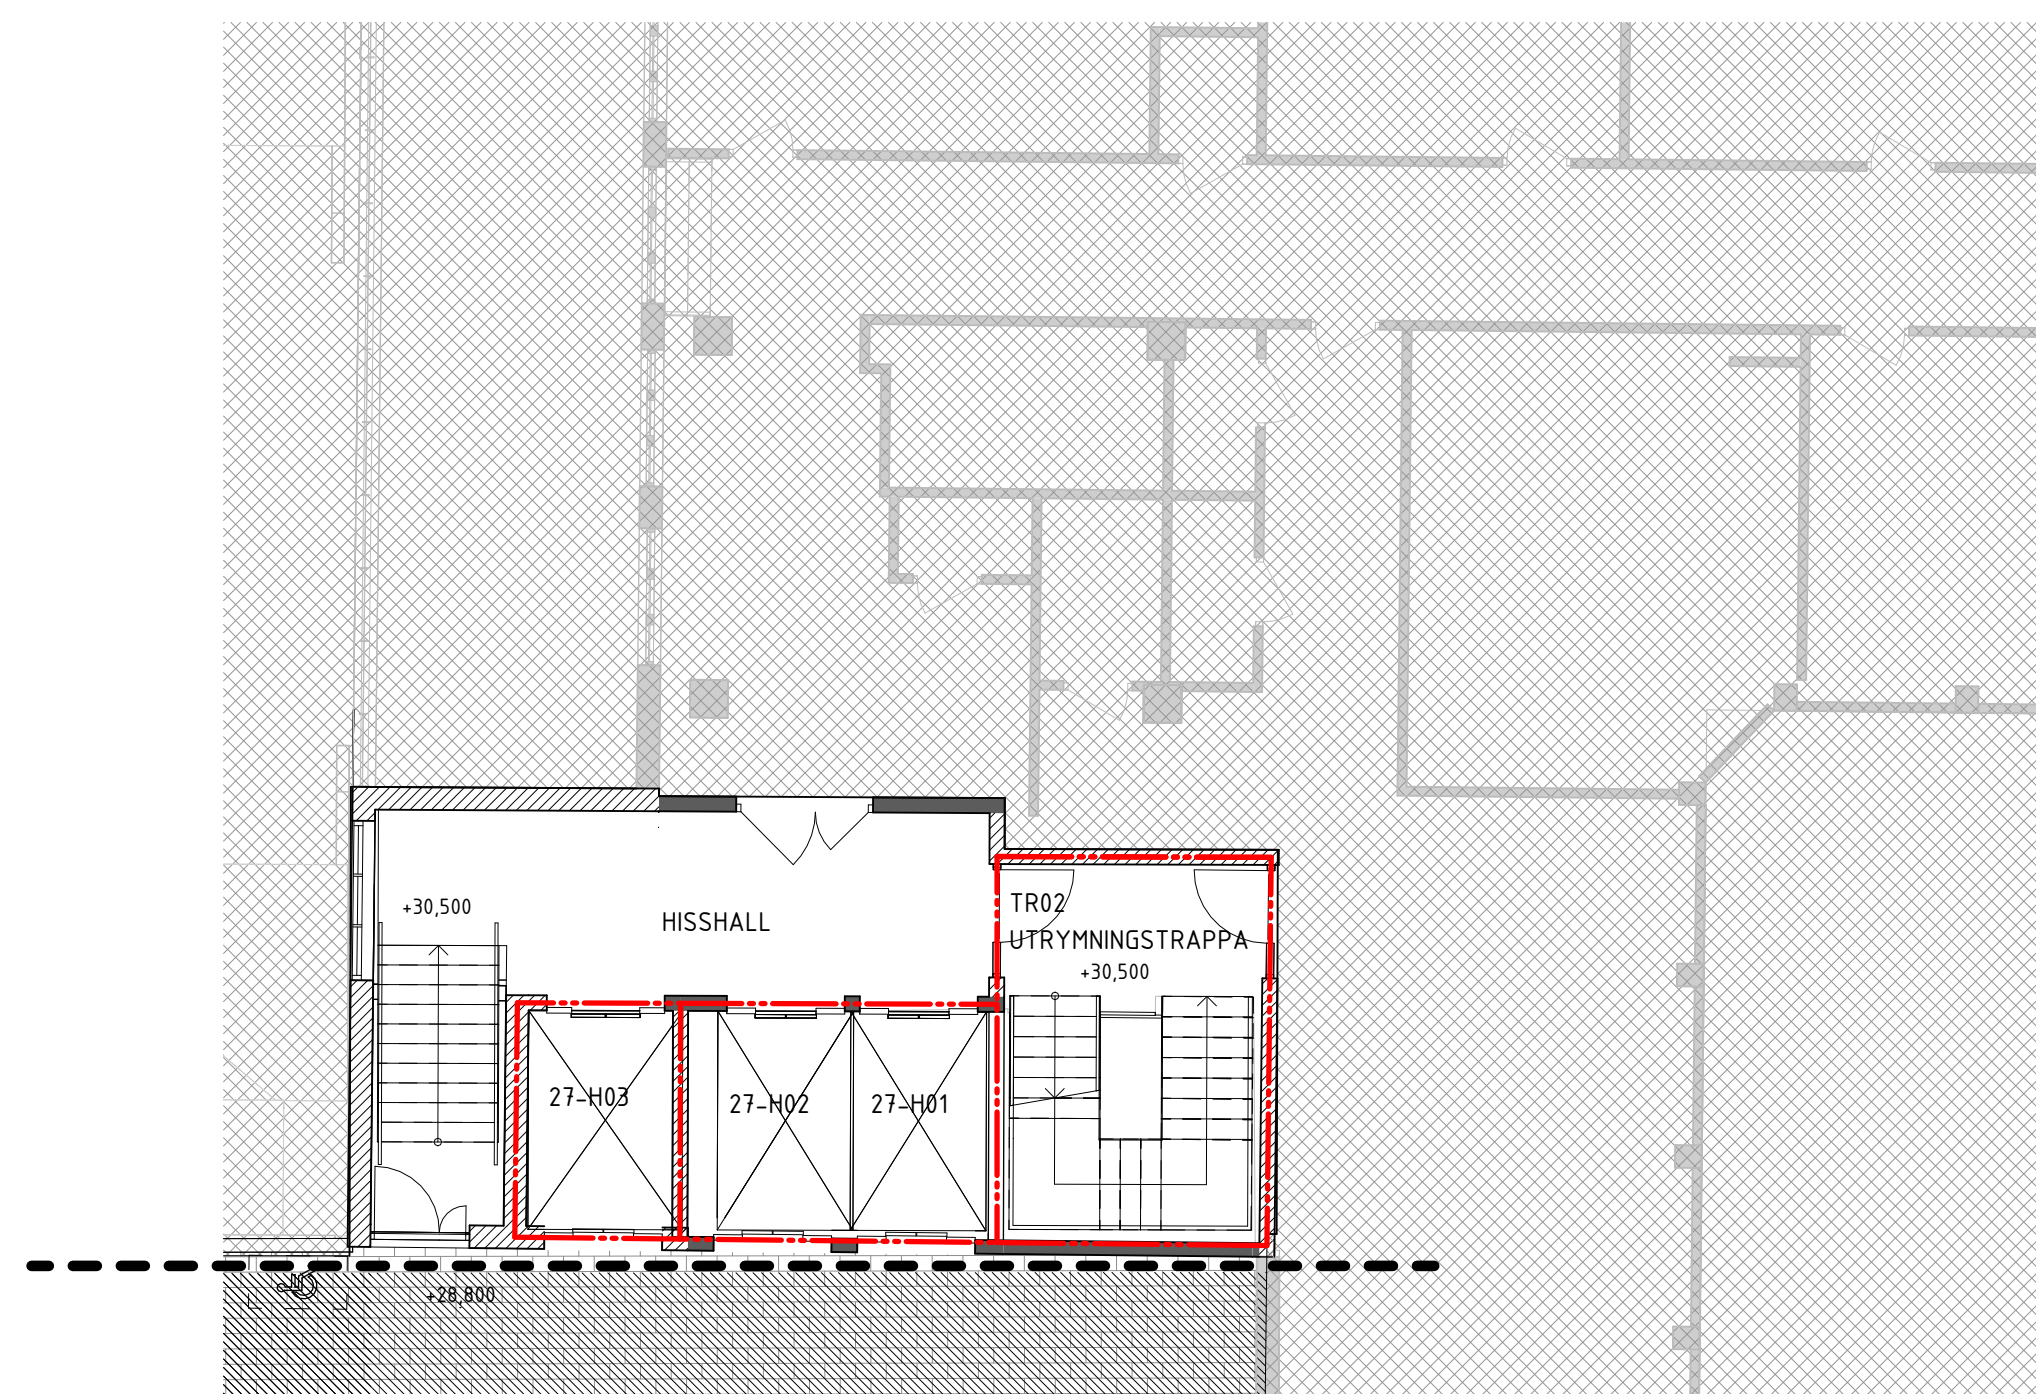 +30,500
HISSHALL
TR02
UTRYMNINGSTRAPPA
+30,500
27-H03
27-H02
27-H01
+28,800